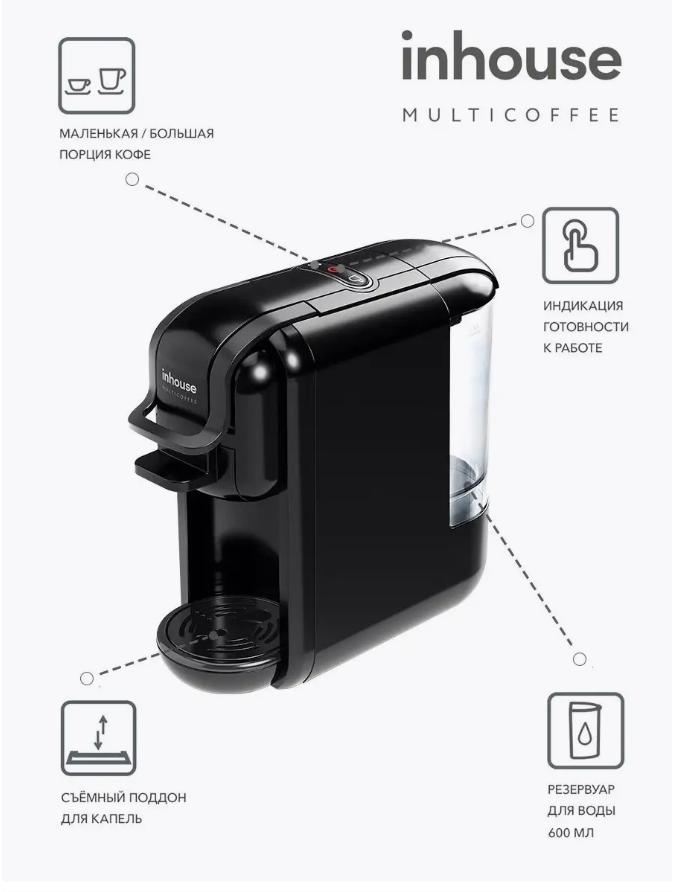 inhouse
MULTICOFFEE
МАЛЕНЬКАЯ / БОЛЬШАЯ
ПОРЦИЯ КОФЕ
ИНДИКАЦИЯ
ГОТОВНОСТИ
К РАБОТЕ
inhouse
MULTICOFFEE
СЪЁМНЫЙ ПОДДОН
ДЛЯ КАПЕЛЬ
РЕЗЕРВУАР
ДЛЯ ВОДЫ
600 МЛ